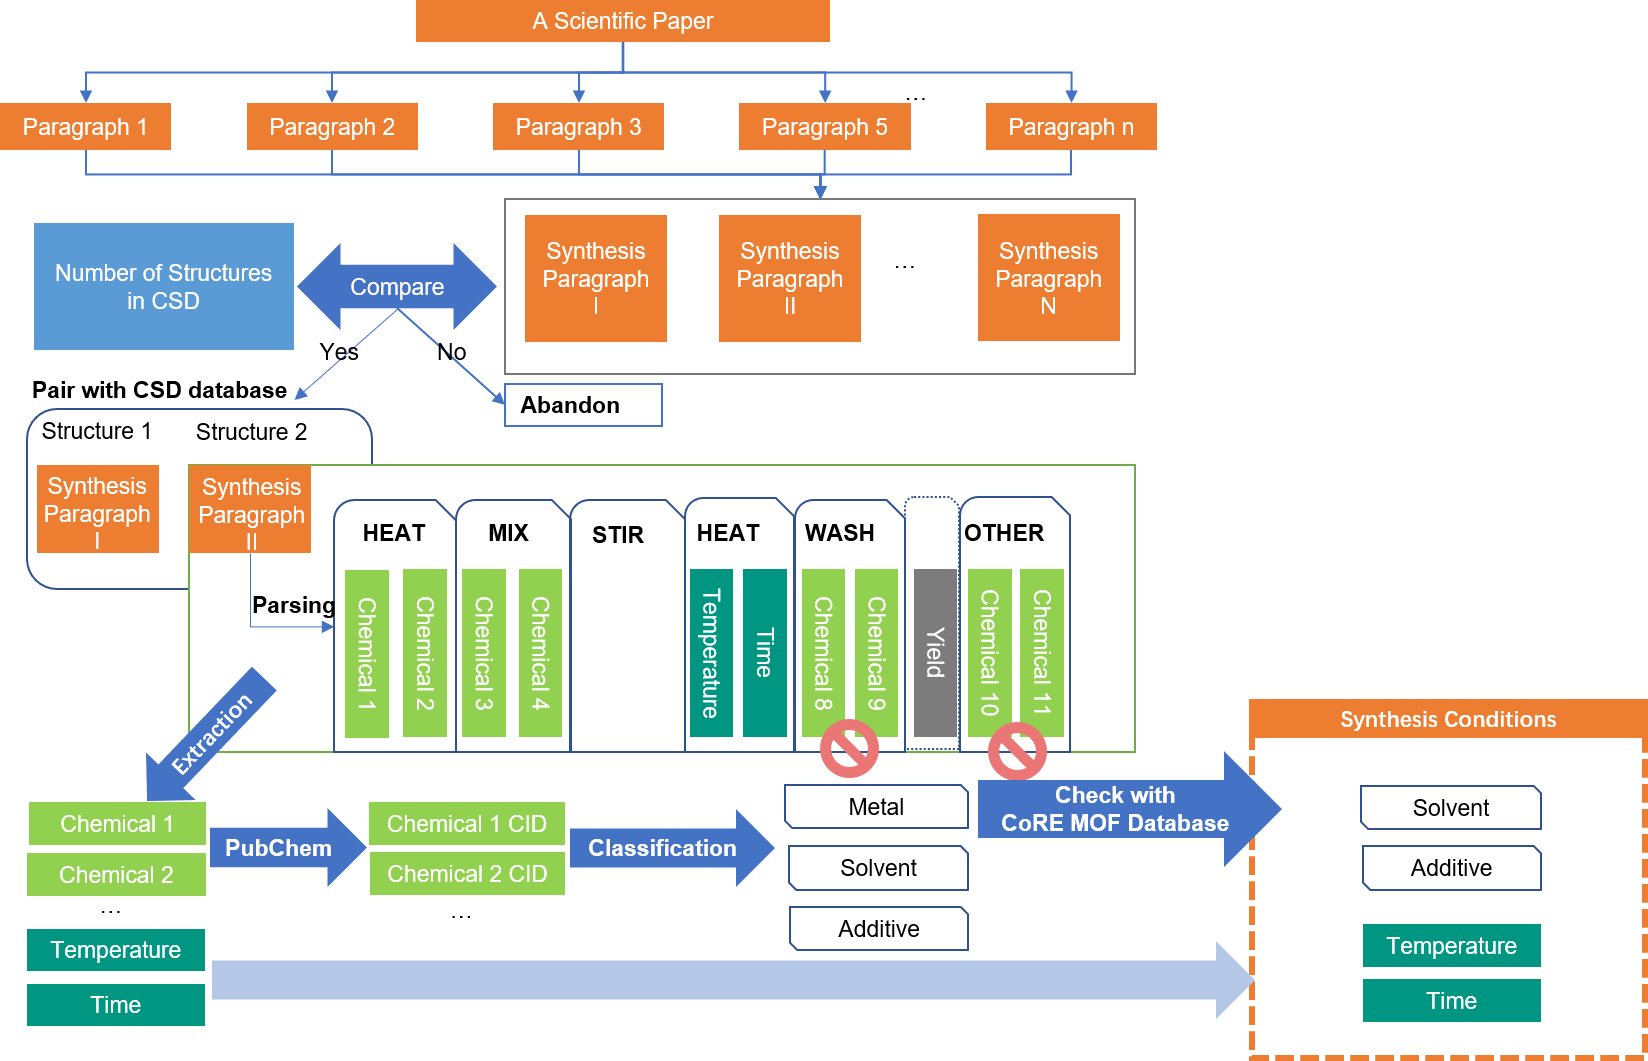 A Scientific Paper
...
Paragraph 1
Paragraph 2
Paragraph 3
Paragraph 5
Paragraph n
Number of Structures
in CSD
Compare
Synthesis
Paragraph
I
Synthesis
Paragraph
II
...
Synthesis
Paragraph
N
Yes
No
Pair with CSD database
Abandon
Structure 1
Structure 2
Synthesis
Paragraph
I
Synthesis
Paragraph
II
Parsing
HEAT
MIX
STIR
HEAT
WASH
OTHER
Chemical 1
Chemical 2
Chemical 3
Chemical 4
Temperature
Time
Chemical 8
Chemical 9
Yield
Chemical 10
Chemical 11
Extraction
Chemical 1
Chemical 2
...
Temperature
Time
PubChem
Chemical 1 CID
Chemical 2 CID
...
Classification
Metal
Solvent
Additive
Check with
CoRE MOF Database
Synthesis Conditions
Solvent
Additive
Temperature
Time